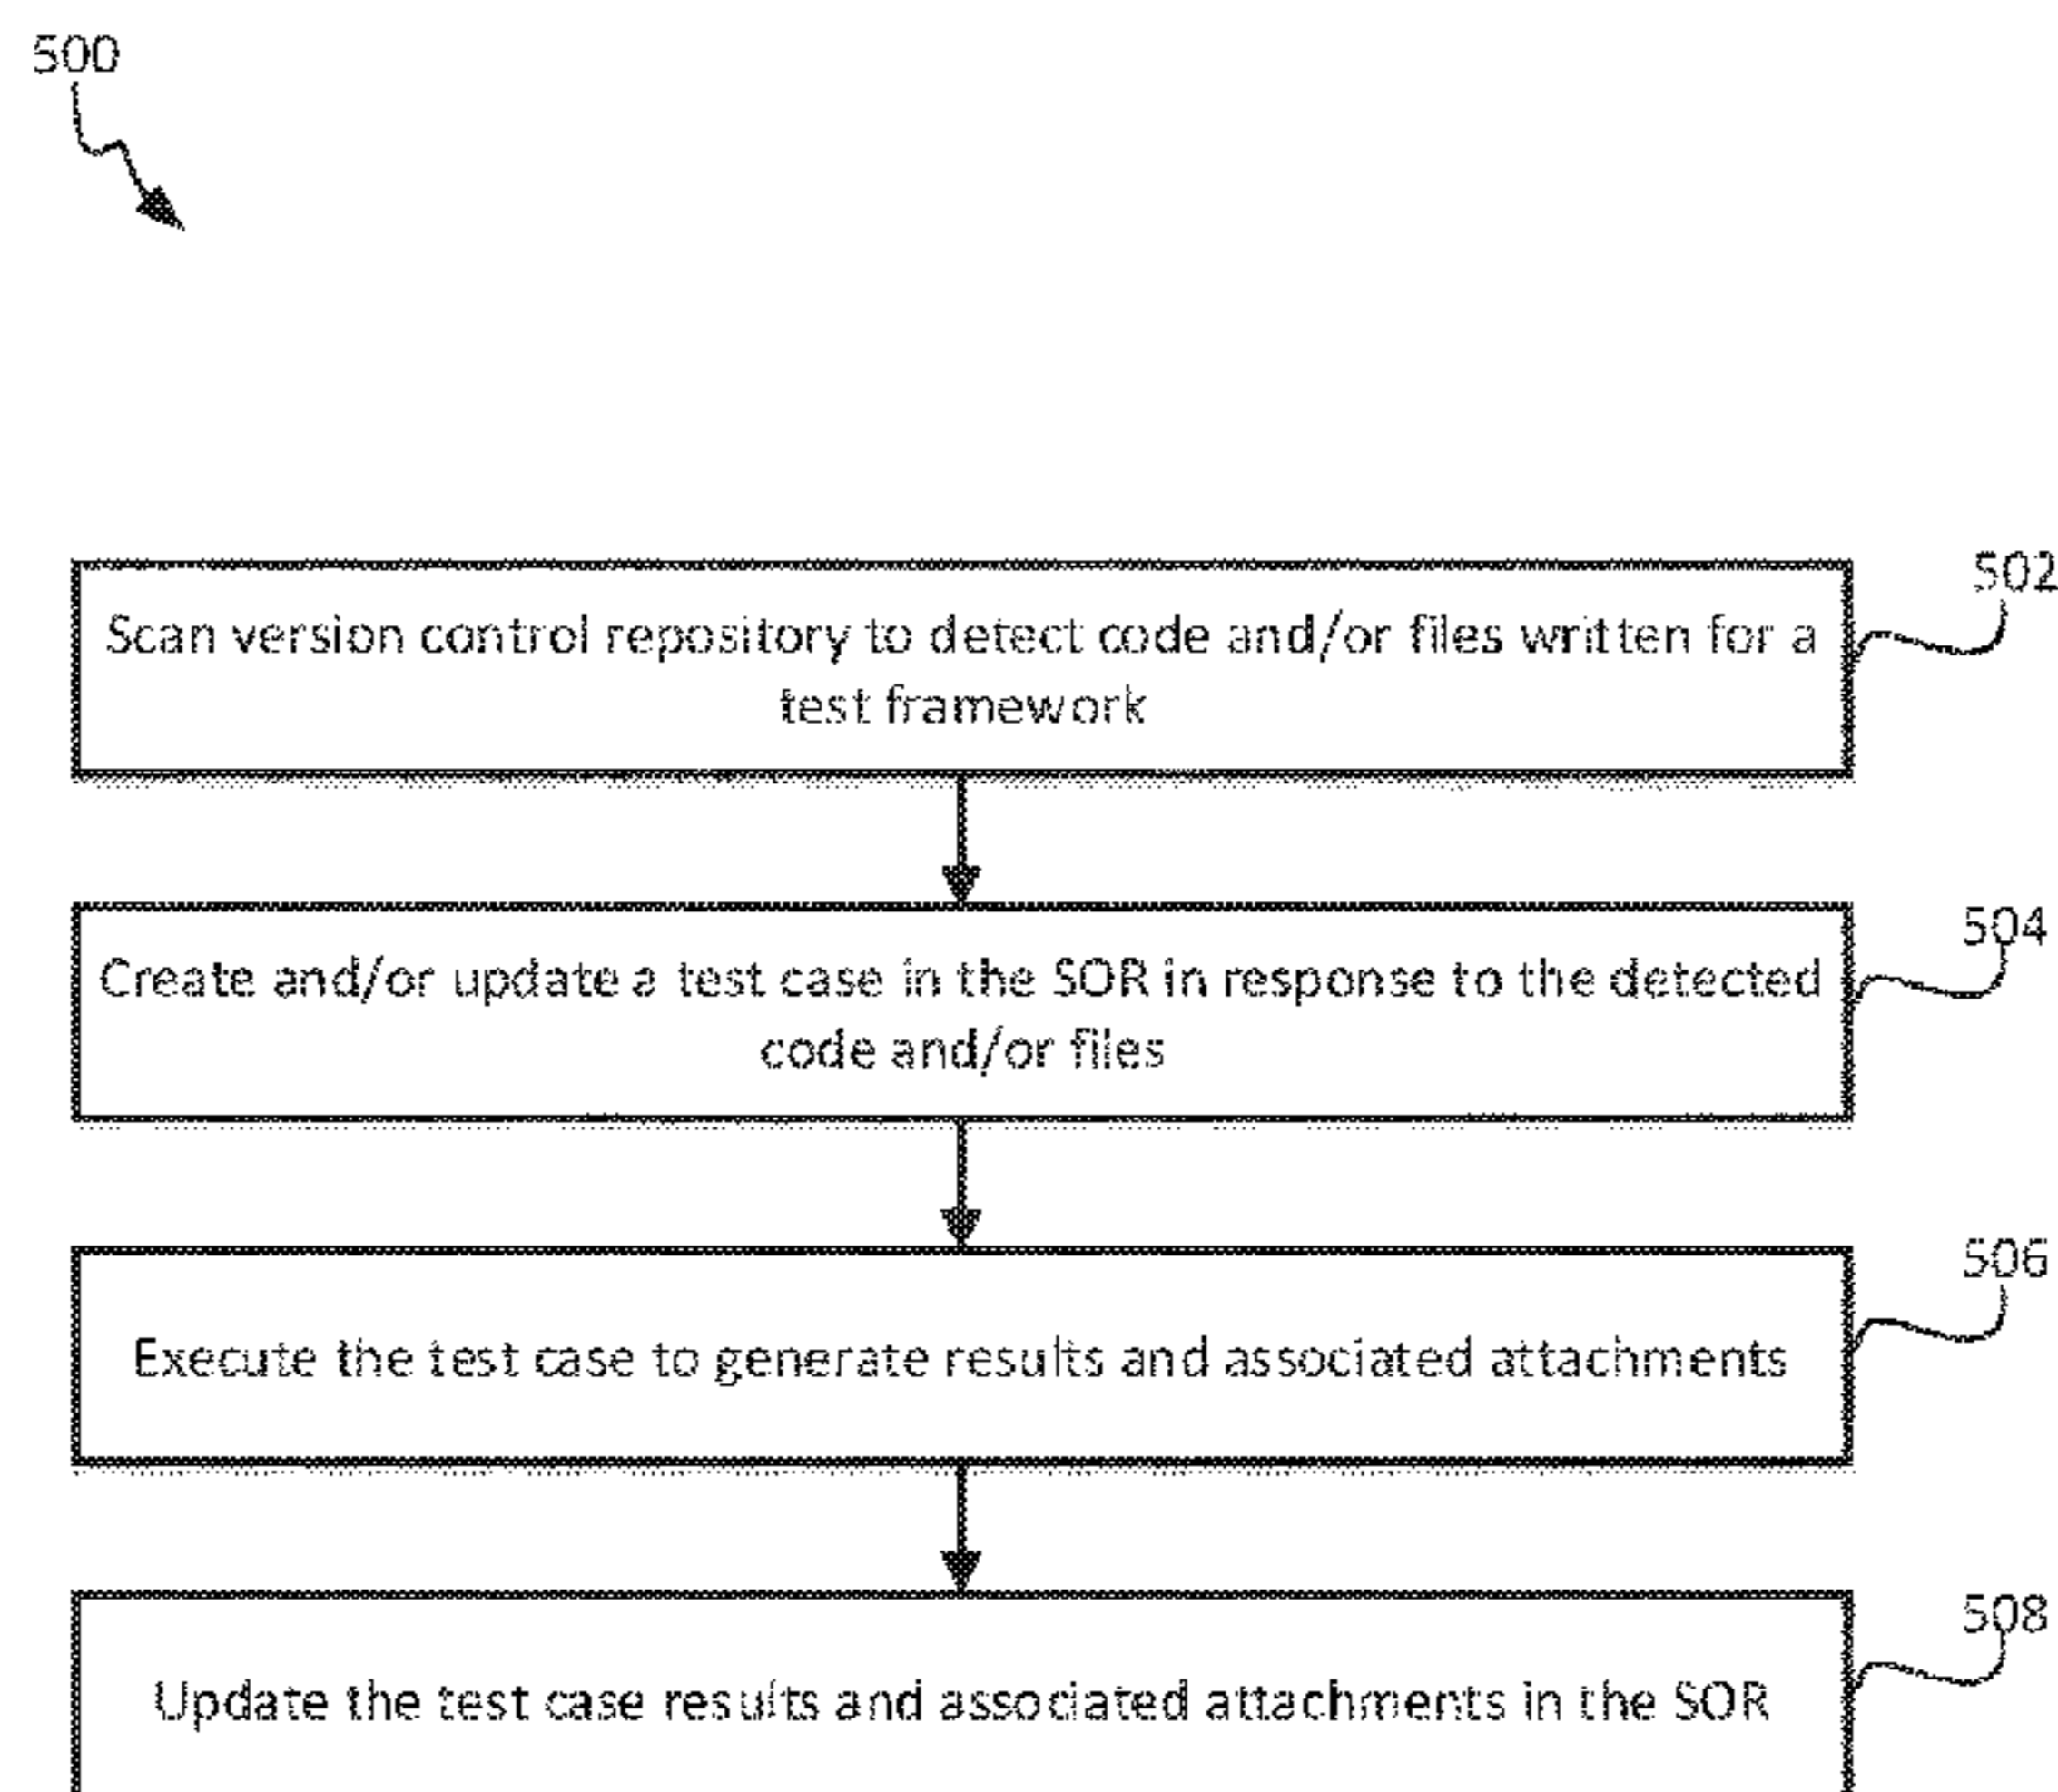 500
502
Scan version control repository to detect code and/or files written for a
test framework
504
Create and/or update a test case in the SOR in response to the detected
code and/or files
506
Execute the test case to generate results and associated attachments
508
Update the test case results and associated attachments in the SOR